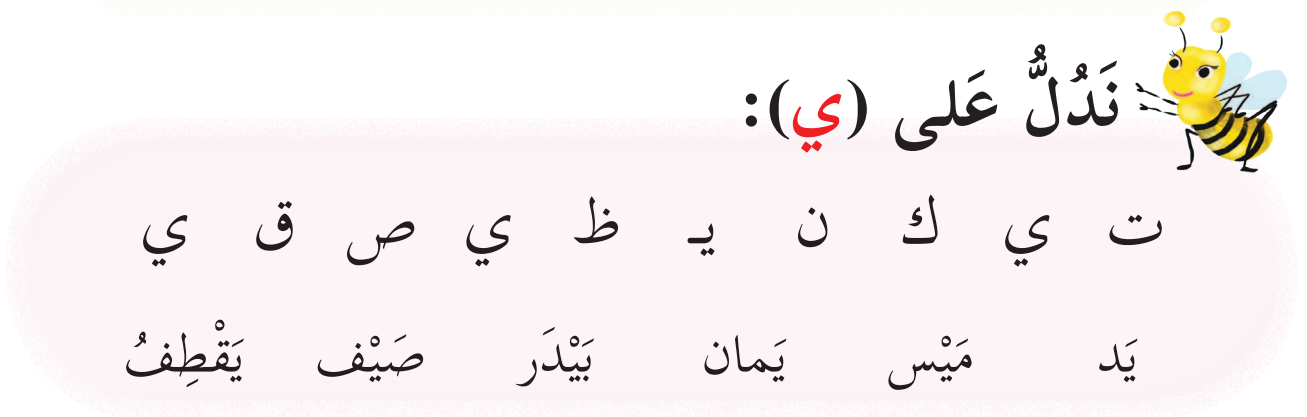 نَدُلُّ عَلى (ي):
ت ي ك ن يـ ظ ي ص ق ي
يَد مَيْس يَمان بَيْدَر صَيْف يَقْطِفُ